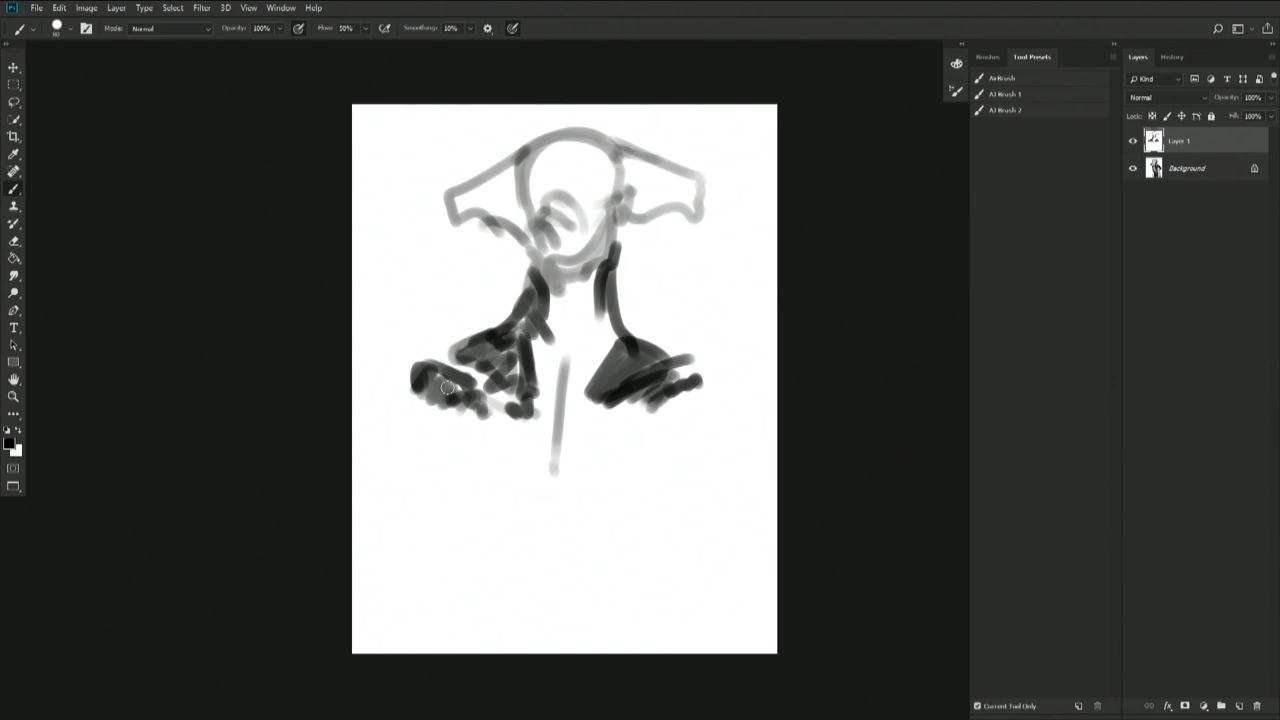 Ps File Edit Image Layer Type Select Filter 3D View Window Help
Mode: Normal Opacity: 100% Flow: 50% Smoothing: 10%
Brushes Tool Presets
AirBrush
AJ Brush 1
AJ Brush 2
Current Tool Only
Layers History
Kind
Normal Opacity: 100%
Lock: Fill: 100%
Layer 1
Background